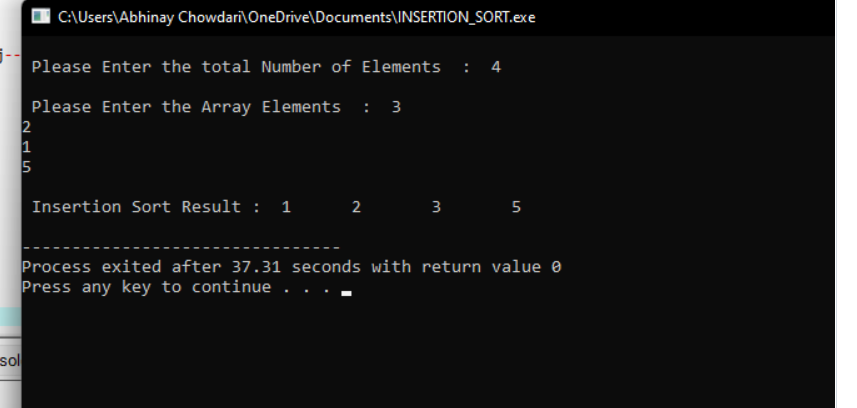 C:\Users\Abhinay Chowdari\OneDrive\Documents\INSERTION_SORT.exe
j--
Please Enter the total Number of Elements  :  4
Please Enter the Array Elements  :  3
2
1
5
Insertion Sort Result :  1      2       3       5
--------------------------------
Process exited after 37.31 seconds with return value 0
Press any key to continue . . .
sol